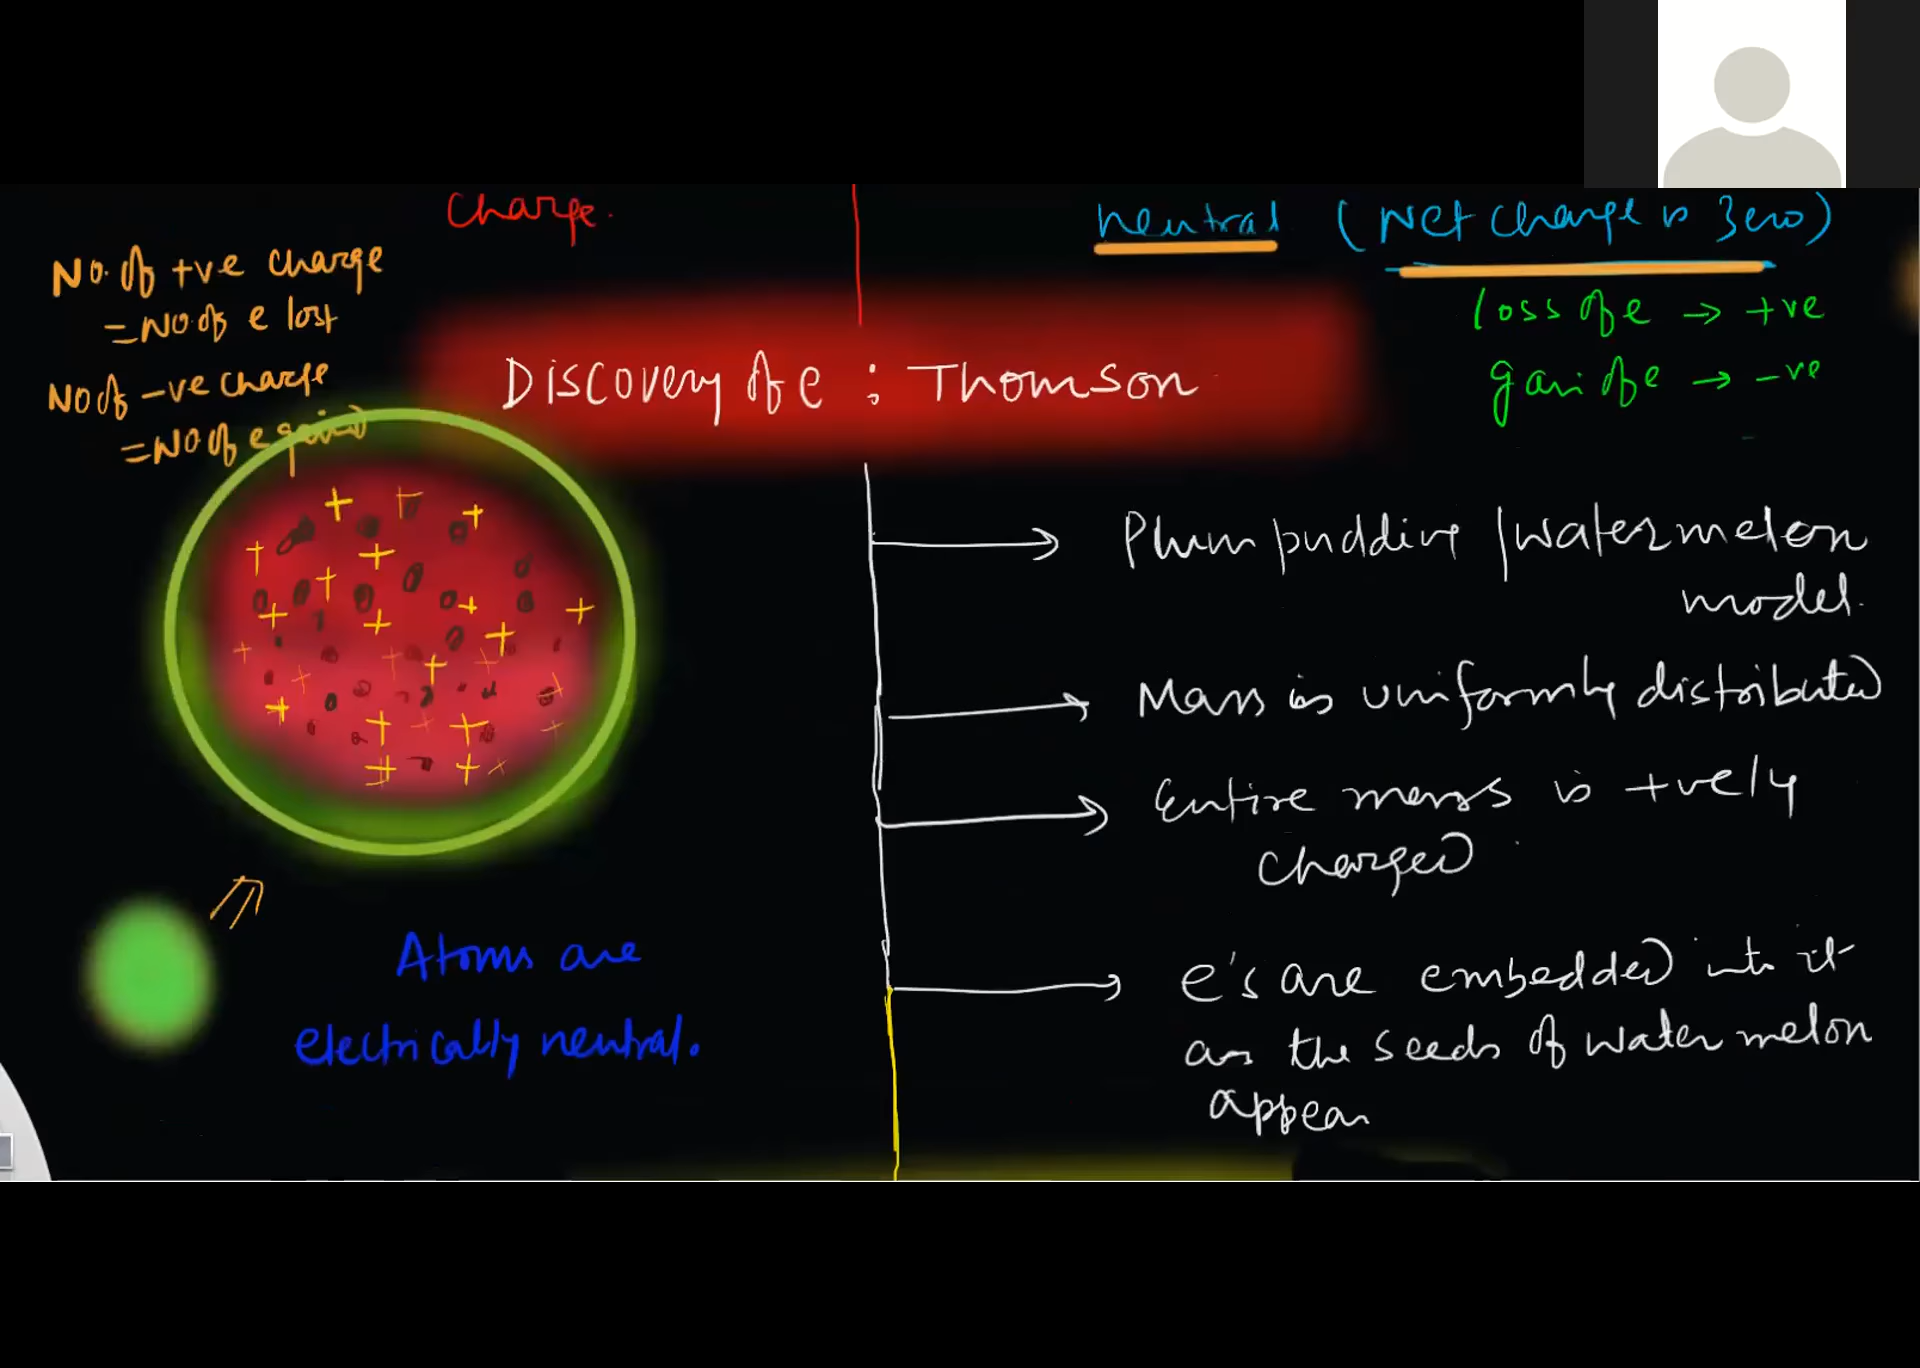 Charge.
neutral (Net charge is zero)
No. of +ve charge
= No. of e lost
No of -ve charge
= No of e gained
loss of e → +ve
gain of e → -ve
Discovery of e : Thomson
Plum pudding / watermelon
model.
Mass is uniformly distributed
Entire mass is +vely
charged
e's are embedded into it
as the seeds of water melon
appear
Atoms are
electrically neutral.